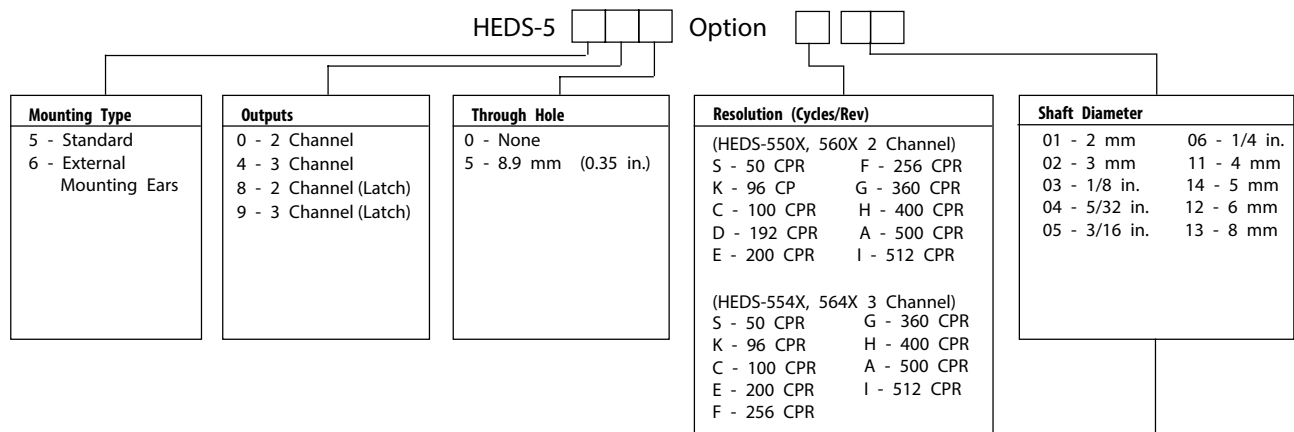 HEDS-5 Option
Mounting Type
5 - Standard
6 - External
Mounting Ears
Outputs
0 - 2 Channel
4 - 3 Channel
8 - 2 Channel (Latch)
9 - 3 Channel (Latch)
Through Hole
0 - None
5 - 8.9 mm (0.35 in.)
Resolution (Cycles/Rev)
(HEDS-550X, 560X 2 Channel)
S - 50 CPR F - 256 CPR
K - 96 CP G - 360 CPR
C - 100 CPR H - 400 CPR
D - 192 CPR A - 500 CPR
E - 200 CPR I - 512 CPR
(HEDS-554X, 564X 3 Channel)
S - 50 CPR G - 360 CPR
K - 96 CPR H - 400 CPR
C - 100 CPR A - 500 CPR
E - 200 CPR I - 512 CPR
F - 256 CPR
Shaft Diameter
01 - 2 mm 06 - 1/4 in.
02 - 3 mm 11 - 4 mm
03 - 1/8 in. 14 - 5 mm
04 - 5/32 in. 12 - 6 mm
05 - 3/16 in. 13 - 8 mm